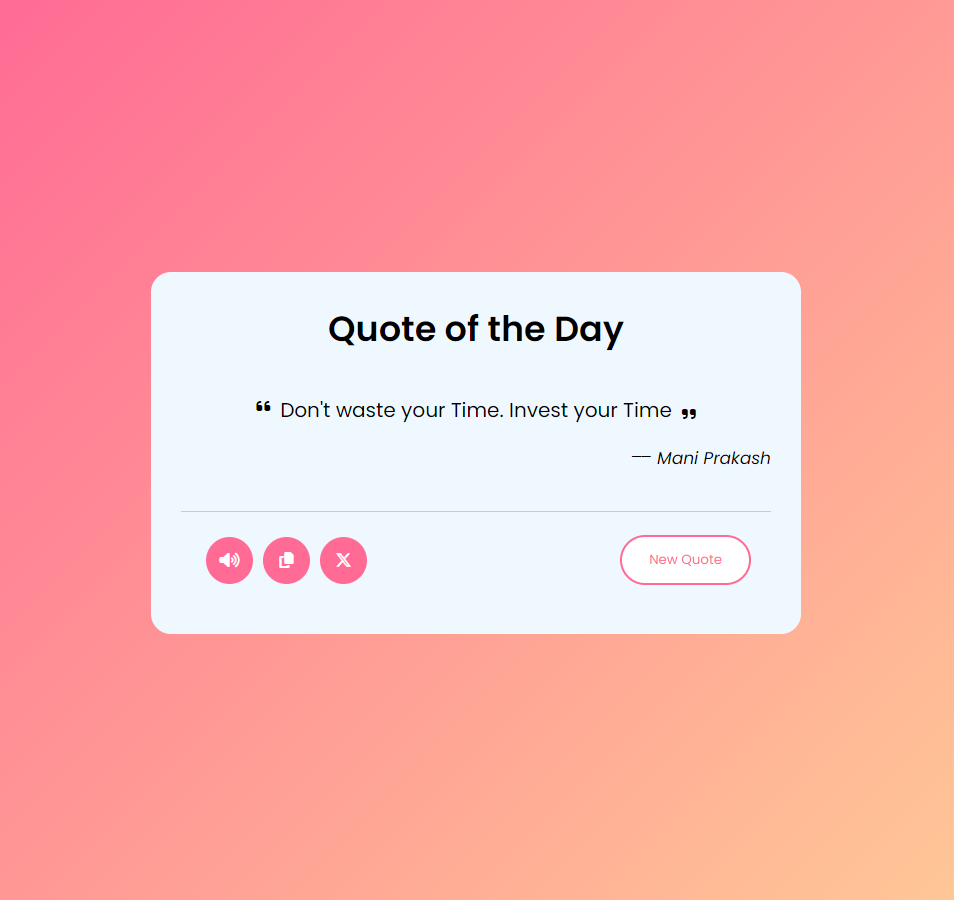 Quote of the Day
❝ Don't waste your Time. Invest your Time ❞
— Mani Prakash
New Quote